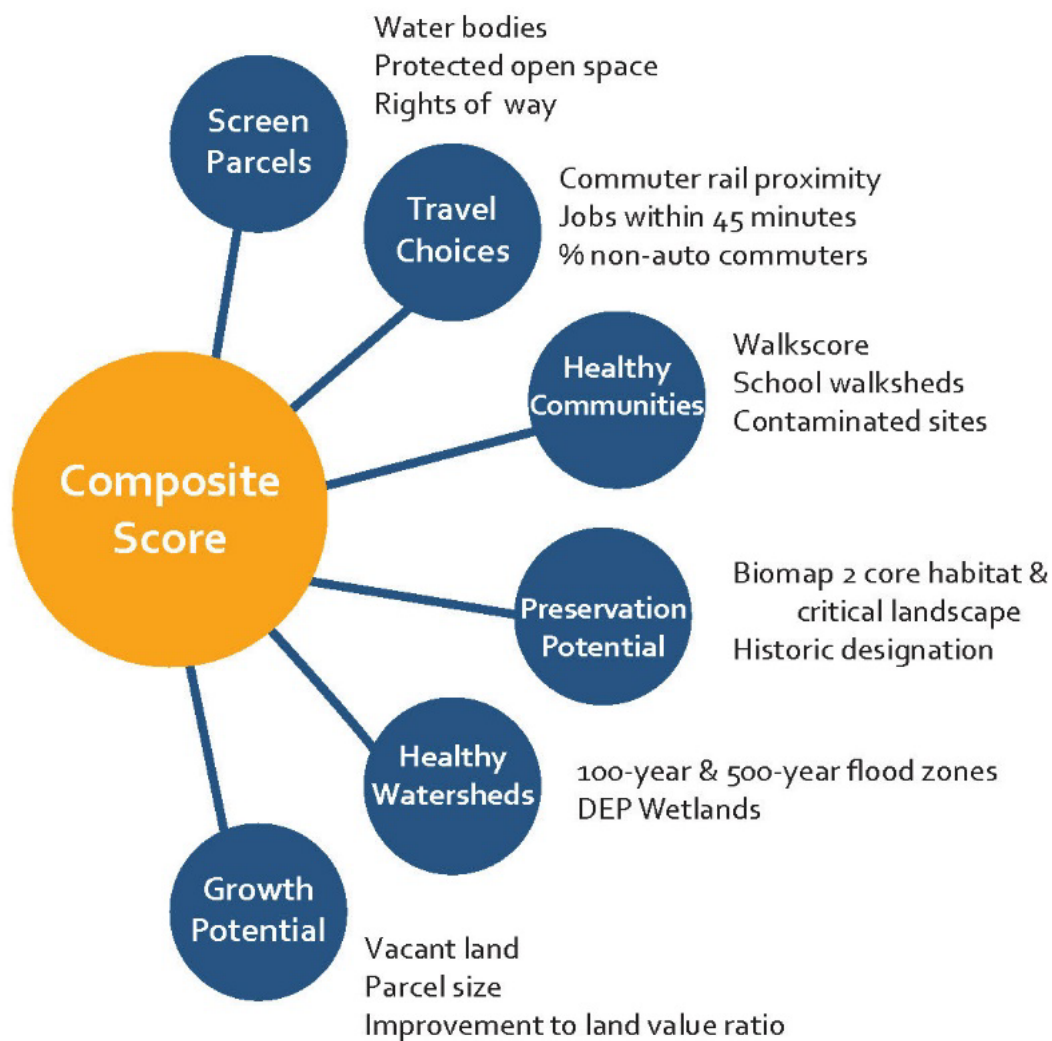 Water bodies
Protected open space
Rights of way
Screen
Parcels
Travel
Choices
Commuter rail proximity
Jobs within 45 minutes
% non-auto commuters
Healthy
Communities
Walkscore
School walksheds
Contaminated sites
Composite
Score
Preservation
Potential
Biomap 2 core habitat &
critical landscape
Historic designation
Healthy
Watersheds
100-year & 500-year flood zones
DEP Wetlands
Growth
Potential
Vacant land
Parcel size
Improvement to land value ratio